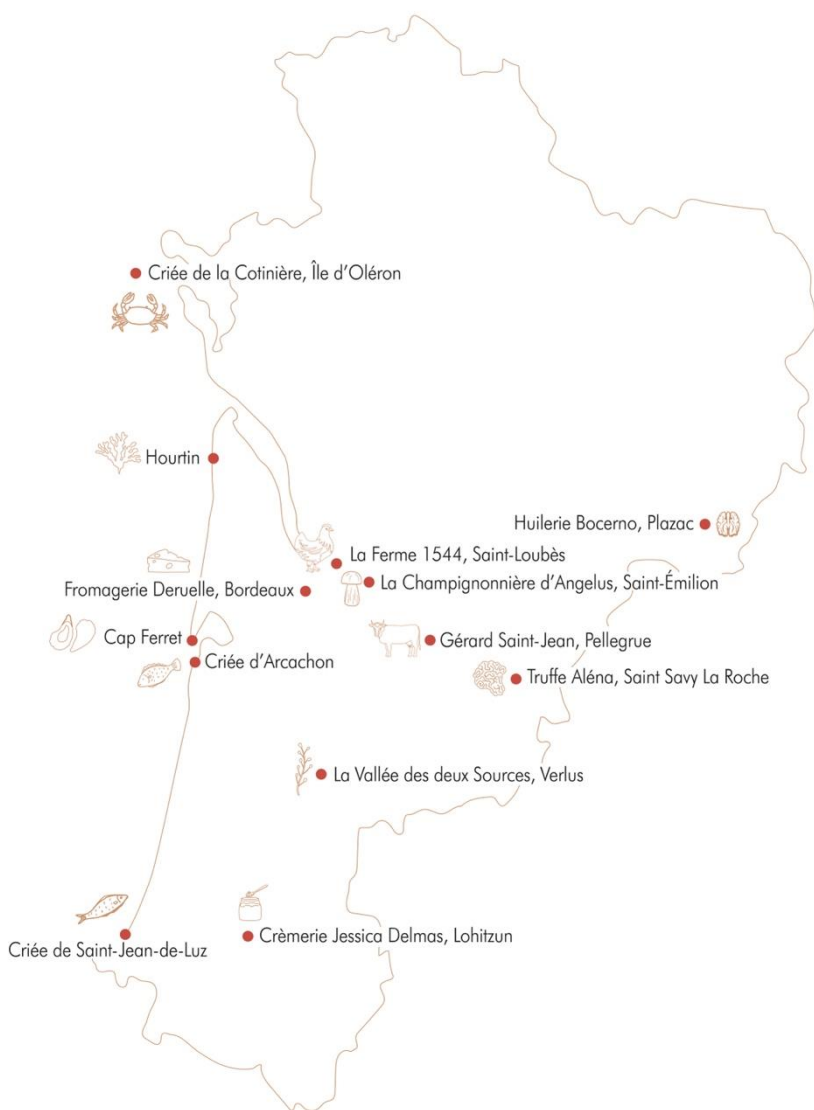 Criée de la Cotinière, Île d'Oléron
Hourtin
Huilerie Bocerno, Plazac
La Ferme 1544, Saint-Loubès
La Champignonnière d'Angelus, Saint-Émilion
Fromagerie Deruelle, Bordeaux
Cap Ferret
Gérard Saint-Jean, Pellegrue
Criée d'Arcachon
Truffe Aléna, Saint Savy La Roche
La Vallée des deux Sources, Verlus
Criée de Saint-Jean-de-Luz
Crèmerie Jessica Delmas, Lohitzun